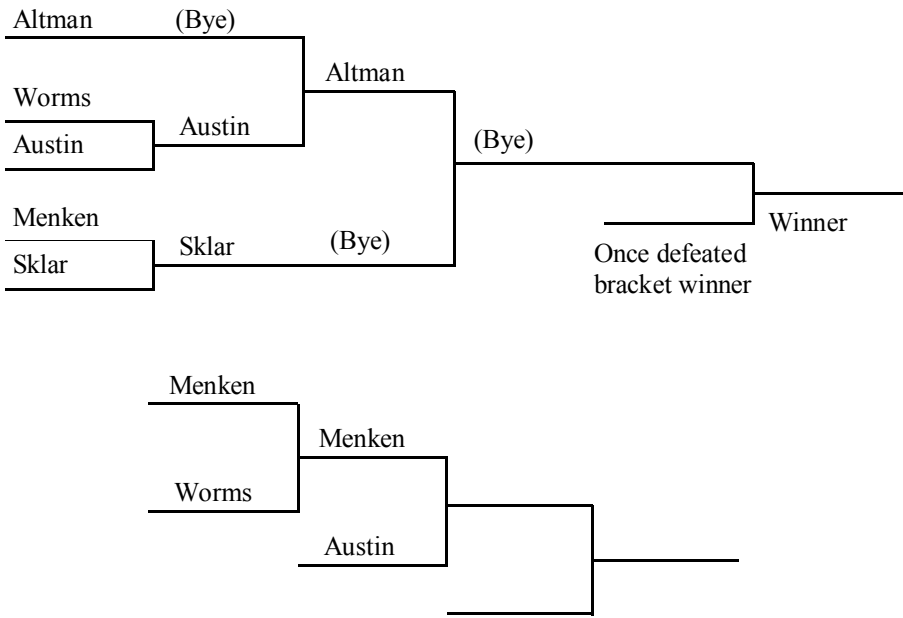 Altman (Bye)
Altman
Worms
Austin
Austin
(Bye)
Menken
Sklar
Sklar (Bye)
Winner
Once defeated
bracket winner
Menken
Menken
Worms
Austin